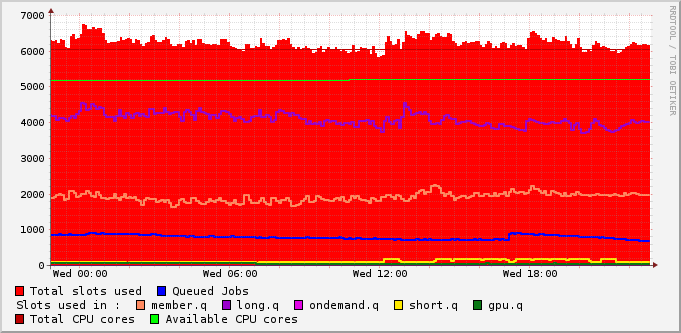 7000
6000
5000
4000
3000
2000
1000
0
Wed 00:00 Wed 06:00 Wed 12:00 Wed 18:00
RRDTOOL / TOBI OETIKER
Total slots used Queued Jobs
Slots used in : member.q long.q ondemand.q short.q gpu.q
Total CPU cores Available CPU cores